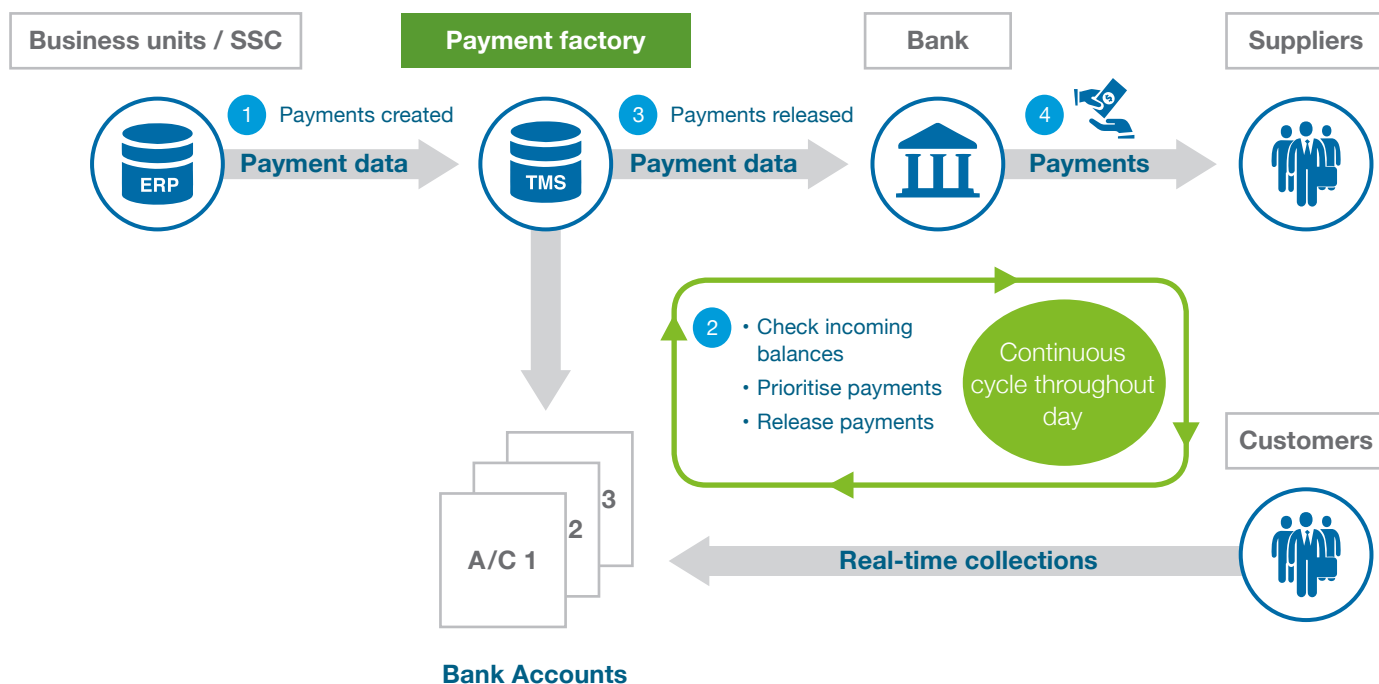 Business units / SSC
Payment factory
Bank
Suppliers
1 Payments created
3 Payments released
4
ERP
Payment data
TMS
Payment data
Payments
2 • Check incoming
balances
• Prioritise payments
• Release payments
Continuous
cycle throughout
day
Customers
3
2
A/C 1
Real-time collections
Bank Accounts